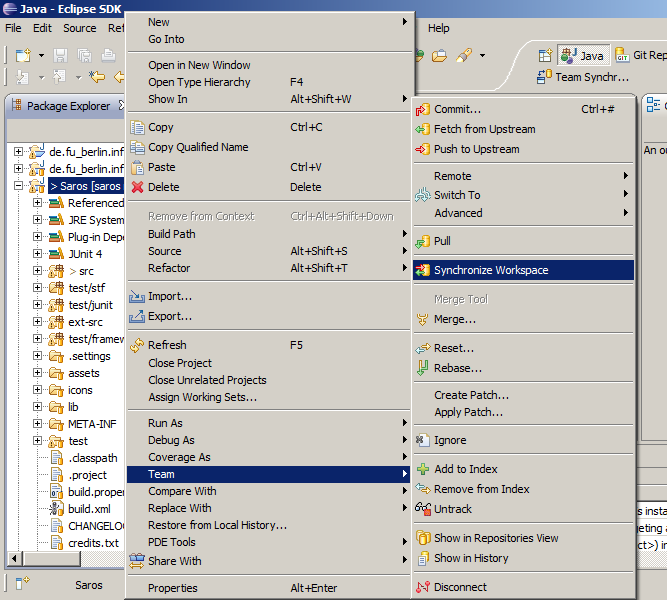 Java - Eclipse SDK
File Edit Source Ref
Help
Java
Git Rep
Team Synchr...
Package Explorer
de.fu_berlin.inf
de.fu_berlin.inf
> Saros [saros
Referenced
JRE System
Plug-in Depe
JUnit 4
> src
test/stf
test/junit
ext-src
test/framew
.settings
assets
icons
lib
META-INF
test
.classpath
.project
build.proper
build.xml
CHANGELOG
credits.txt
Saros
New
Go Into
Open in New Window
Open Type Hierarchy F4
Show In Alt+Shift+W
Copy Ctrl+C
Copy Qualified Name
Paste Ctrl+V
Delete Delete
Remove from Context Ctrl+Alt+Shift+Down
Build Path
Source Alt+Shift+S
Refactor Alt+Shift+T
Import...
Export...
Refresh F5
Close Project
Close Unrelated Projects
Assign Working Sets...
Run As
Debug As
Coverage As
Team
Compare With
Replace With
Restore from Local History...
PDE Tools
Share With
Properties Alt+Enter
Commit... Ctrl+#
Fetch from Upstream
Push to Upstream
Remote
Switch To
Advanced
Pull
Synchronize Workspace
Merge Tool
Merge...
Reset...
Rebase...
Create Patch...
Apply Patch...
Ignore
Add to Index
Remove from Index
Untrack
Show in Repositories View
Show in History
Disconnect
An ou
s insta
geting a
ct>) in